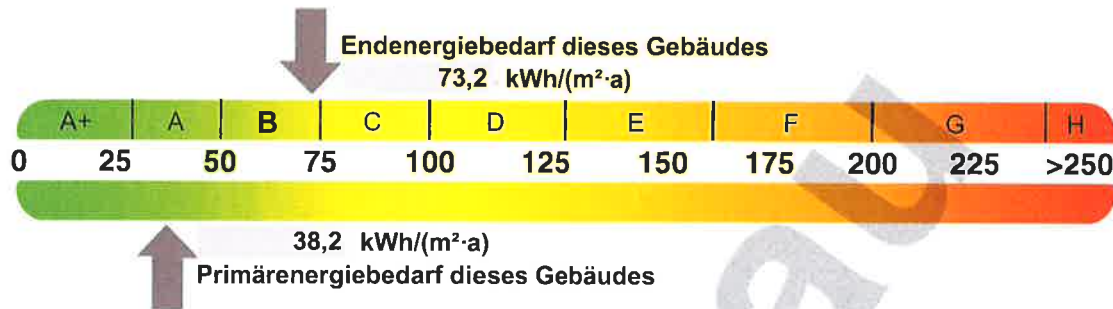 Endenergiebedarf dieses Gebäudes
73,2 kWh/(m²·a)
A+ A B C D E F G H
0 25 50 75 100 125 150 175 200 225 >250
38,2 kWh/(m²·a)
Primärenergiebedarf dieses Gebäudes